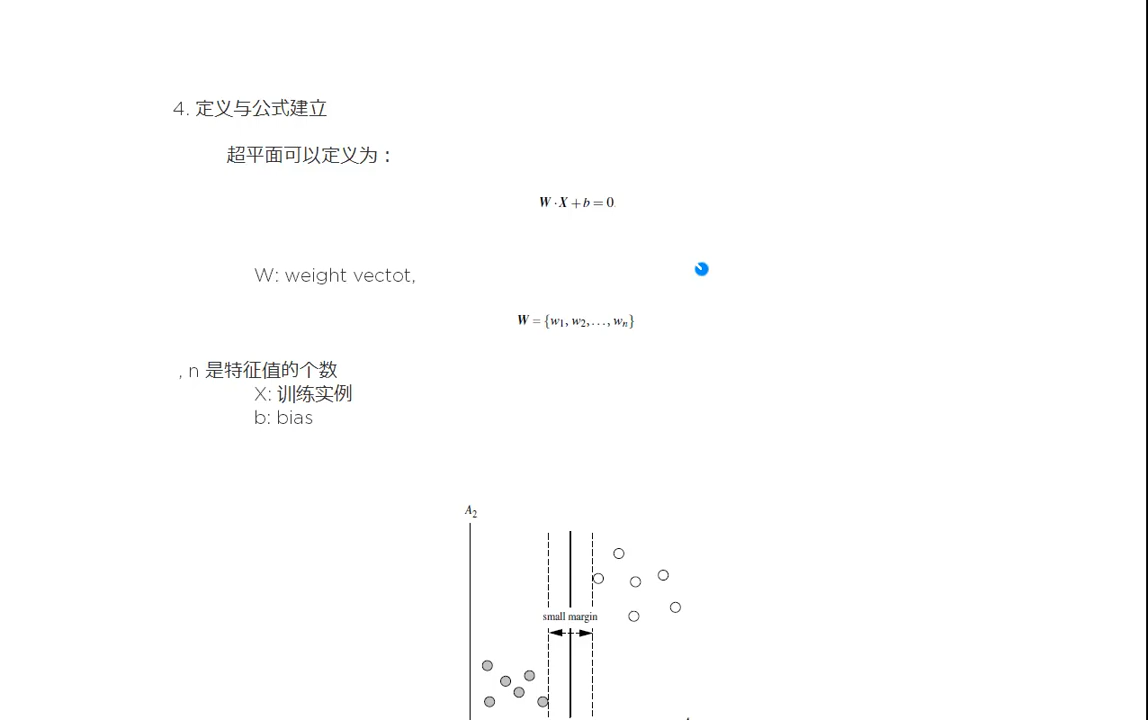 4. 定义与公式建立
超平面可以定义为：
W · X + b = 0
W: weight vectot,
W = {w₁, w₂, . . . , wₙ}
, n 是特征值的个数
X: 训练实例
b: bias
A₂
small margin